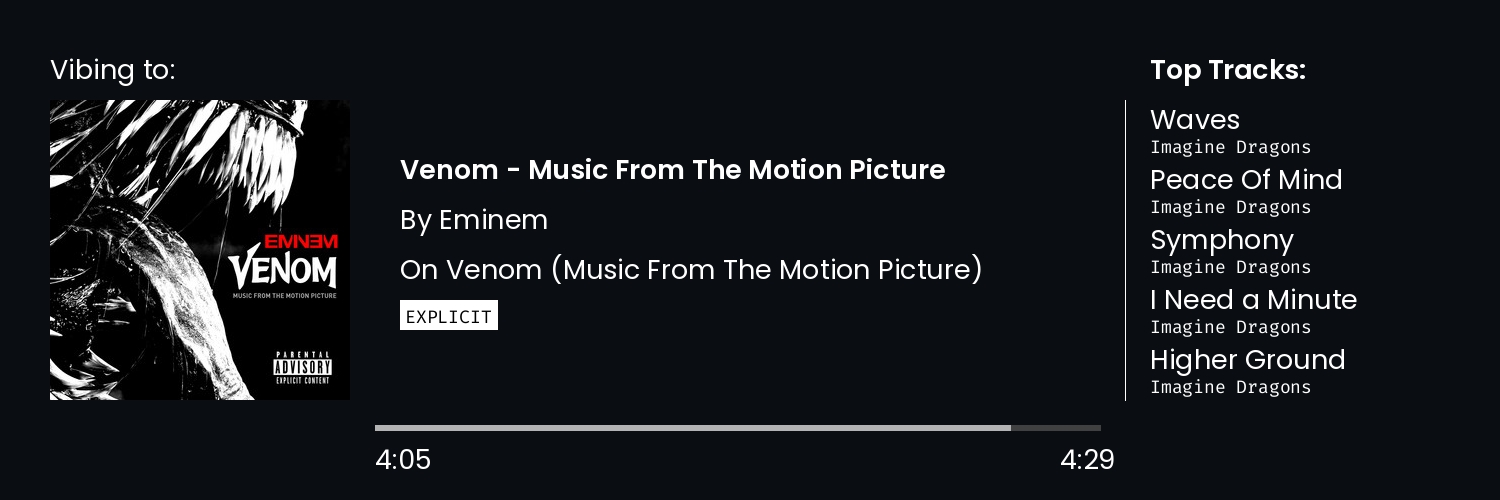 Vibing to:
EMINEM
VENOM
MUSIC FROM THE MOTION PICTURE
PARENTAL
ADVISORY
EXPLICIT CONTENT
Venom - Music From The Motion Picture
By Eminem
On Venom (Music From The Motion Picture)
EXPLICIT
4:05
4:29
Top Tracks:
Waves
Imagine Dragons
Peace Of Mind
Imagine Dragons
Symphony
Imagine Dragons
I Need a Minute
Imagine Dragons
Higher Ground
Imagine Dragons